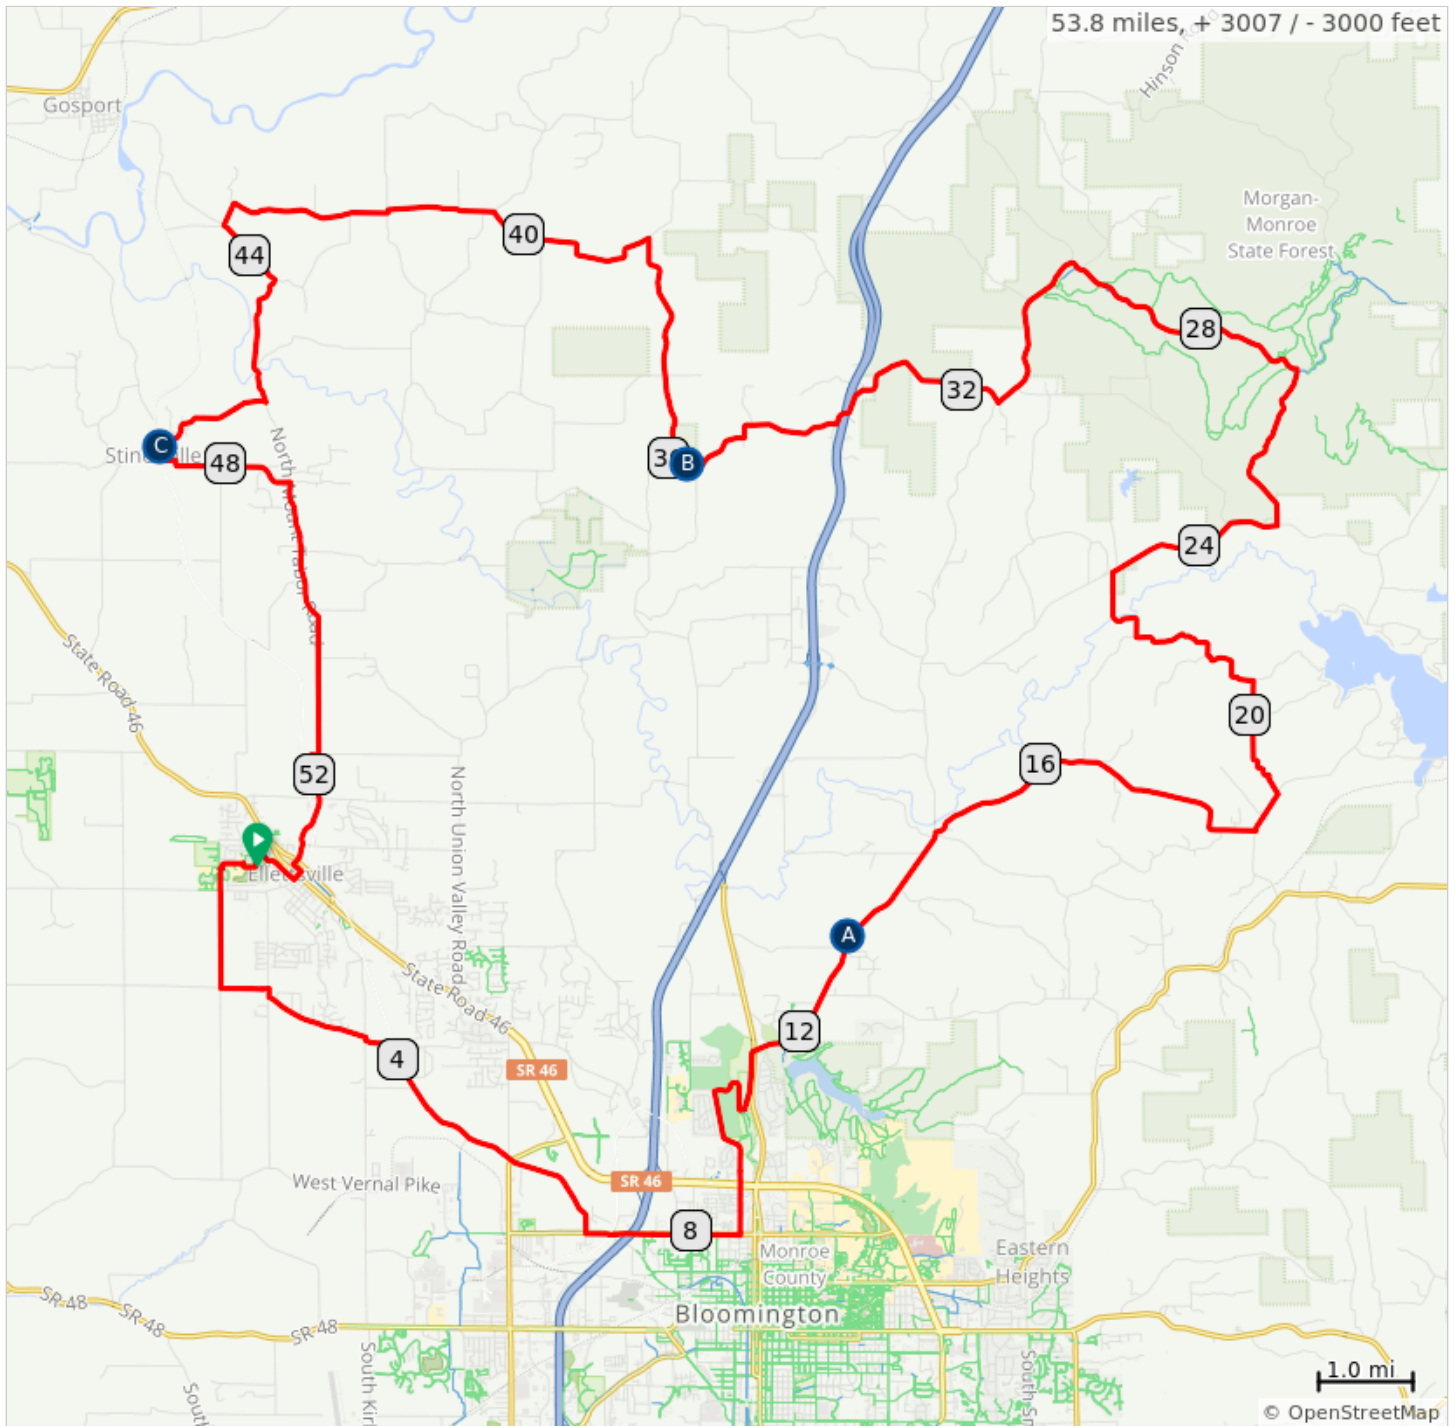 53.8 miles, + 3007 / - 3000 feet
Gosport
Morgan-
Monroe
State Forest
40
44
28
32
C
48
B
24
North Mount Tabor Road
State Road 46
20
52
16
North Union Valley Road
A
State Road 46
12
4
SR 46
SR 46
West Vernal Pike
8
Monroe
County
Eastern
Heights
Bloomington
SR 48
SR 48
SR 48
1.0 mi
© OpenStreetMap